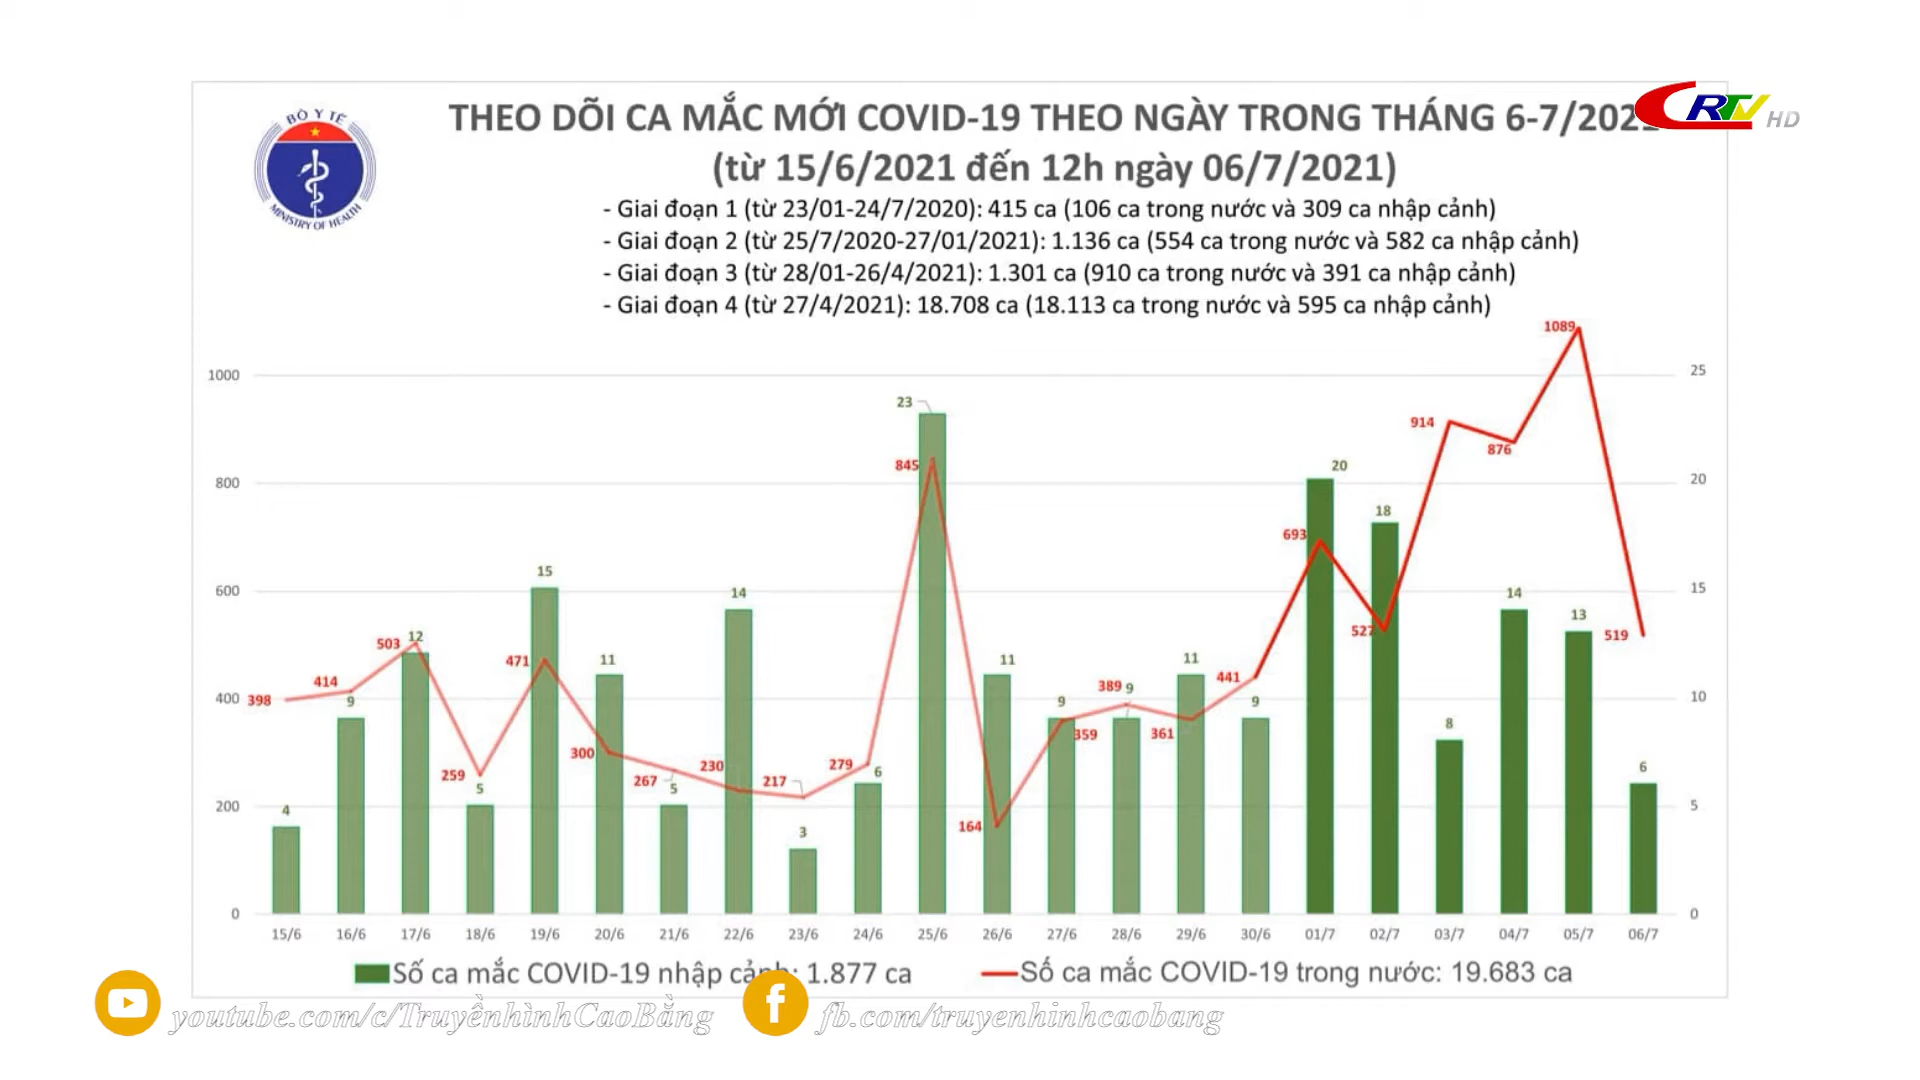 BỘ Y TẾ
MINISTRY OF HEALTH
THEO DÕI CA MẮC MỚI COVID-19 THEO NGÀY TRONG THÁNG 6-7/2021
CRTV HD
(từ 15/6/2021 đến 12h ngày 06/7/2021)
- Giai đoạn 1 (từ 23/01-24/7/2020): 415 ca (106 ca trong nước và 309 ca nhập cảnh)
- Giai đoạn 2 (từ 25/7/2020-27/01/2021): 1.136 ca (554 ca trong nước và 582 ca nhập cảnh)
- Giai đoạn 3 (từ 28/01-26/4/2021): 1.301 ca (910 ca trong nước và 391 ca nhập cảnh)
- Giai đoạn 4 (từ 27/4/2021): 18.708 ca (18.113 ca trong nước và 595 ca nhập cảnh)
1000
800
600
400
200
0
25
20
15
10
5
0
398 414 503 259 471 300 267 230 217 279 845 164 359 389 361 441 693 527 914 876 1089 519
4 9 12 5 15 11 5 14 3 6 23 11 9 9 11 9 20 18 8 14 13 6
15/6 16/6 17/6 18/6 19/6 20/6 21/6 22/6 23/6 24/6 25/6 26/6 27/6 28/6 29/6 30/6 01/7 02/7 03/7 04/7 05/7 06/7
Số ca mắc COVID-19 nhập cảnh: 1.877 ca
Số ca mắc COVID-19 trong nước: 19.683 ca
youtube.com/c/TruyềnhìnhCaoBằng
fb.com/truyenhinhcaobang